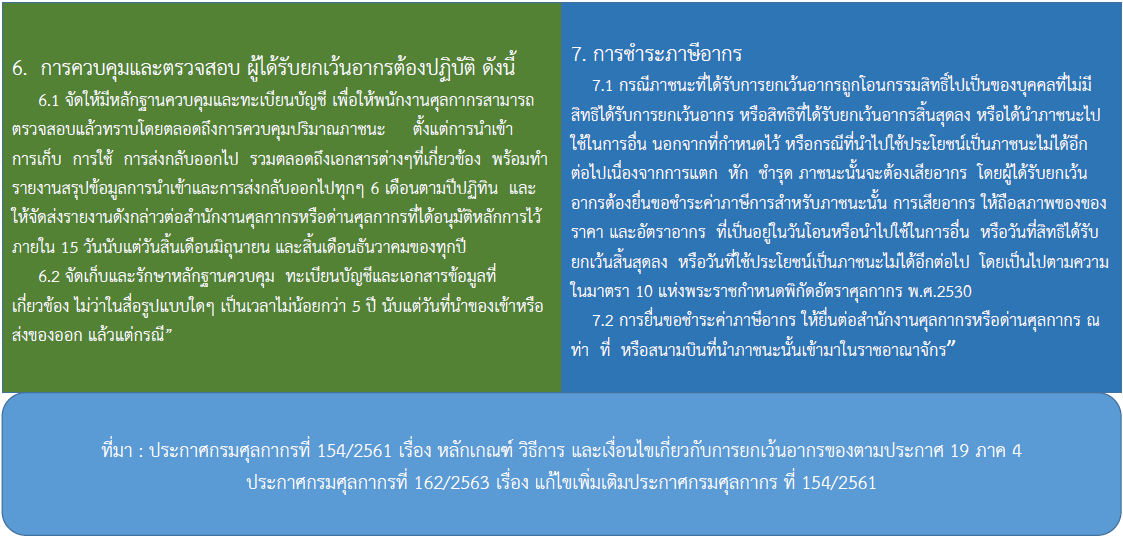 6. การควบคุมและตรวจสอบ ผู้ได้รับยกเว้นอากรต้องปฏิบัติ ดังนี้
6.1 จัดให้มีหลักฐานควบคุมและทะเบียนบัญชี เพื่อให้พนักงานศุลกากรสามารถ
ตรวจสอบแล้วทราบโดยตลอดถึงการควบคุมปริมาณภาชนะ ตั้งแต่การนำเข้า
การเก็บ การใช้ การส่งกลับออกไป รวมตลอดถึงเอกสารต่างๆที่เกี่ยวข้อง พร้อมทำ
รายงานสรุปข้อมูลการนำเข้าและการส่งกลับออกไปทุกๆ 6 เดือนตามปีปฏิทิน และ
ให้จัดส่งรายงานดังกล่าวต่อสำนักงานศุลกากรหรือด่านศุลกากรที่ได้อนุมัติหลักการไว้
ภายใน 15 วันนับแต่วันสิ้นเดือนมิถุนายน และสิ้นเดือนธันวาคมของทุกปี
6.2 จัดเก็บและรักษาหลักฐานควบคุม ทะเบียนบัญชีและเอกสารข้อมูลที่
เกี่ยวข้อง ไม่ว่าในสื่อรูปแบบใดๆ เป็นเวลาไม่น้อยกว่า 5 ปี นับแต่วันที่นำของเข้าหรือ
ส่งของออก แล้วแต่กรณี”
7. การชำระภาษีอากร
7.1 กรณีภาชนะที่ได้รับการยกเว้นอากรถูกโอนกรรมสิทธิ์ไปเป็นของบุคคลที่ไม่มี
สิทธิได้รับการยกเว้นอากร หรือสิทธิที่ได้รับยกเว้นอากรสิ้นสุดลง หรือได้นำภาชนะไป
ใช้ในการอื่น นอกจากที่กำหนดไว้ หรือกรณีที่นำไปใช้ประโยชน์เป็นภาชนะไม่ได้อีก
ต่อไปเนื่องจากการแตก หัก ชำรุด ภาชนะนั้นจะต้องเสียอากร โดยผู้ได้รับยกเว้น
อากรต้องยื่นขอชำระค่าภาษีการสำหรับภาชนะนั้น การเสียอากร ให้ถือสภาพของของ
ราคา และอัตราอากร ที่เป็นอยู่ในวันโอนหรือนำไปใช้ในการอื่น หรือวันที่สิทธิได้รับ
ยกเว้นสิ้นสุดลง หรือวันที่ใช้ประโยชน์เป็นภาชนะไม่ได้อีกต่อไป โดยเป็นไปตามความ
ในมาตรา 10 แห่งพระราชกำหนดพิกัดอัตราศุลกากร พ.ศ.2530
7.2 การยื่นขอชำระค่าภาษีอากร ให้ยื่นต่อสำนักงานศุลกากรหรือด่านศุลกากร ณ
ท่า ที่ หรือสนามบินที่นำภาชนะนั้นเข้ามาในราชอาณาจักร”
ที่มา : ประกาศกรมศุลกากรที่ 154/2561 เรื่อง หลักเกณฑ์ วิธีการ และเงื่อนไขเกี่ยวกับการยกเว้นอากรของตามประกาศ 19 ภาค 4
ประกาศกรมศุลกากรที่ 162/2563 เรื่อง แก้ไขเพิ่มเติมประกาศกรมศุลกากร ที่ 154/2561